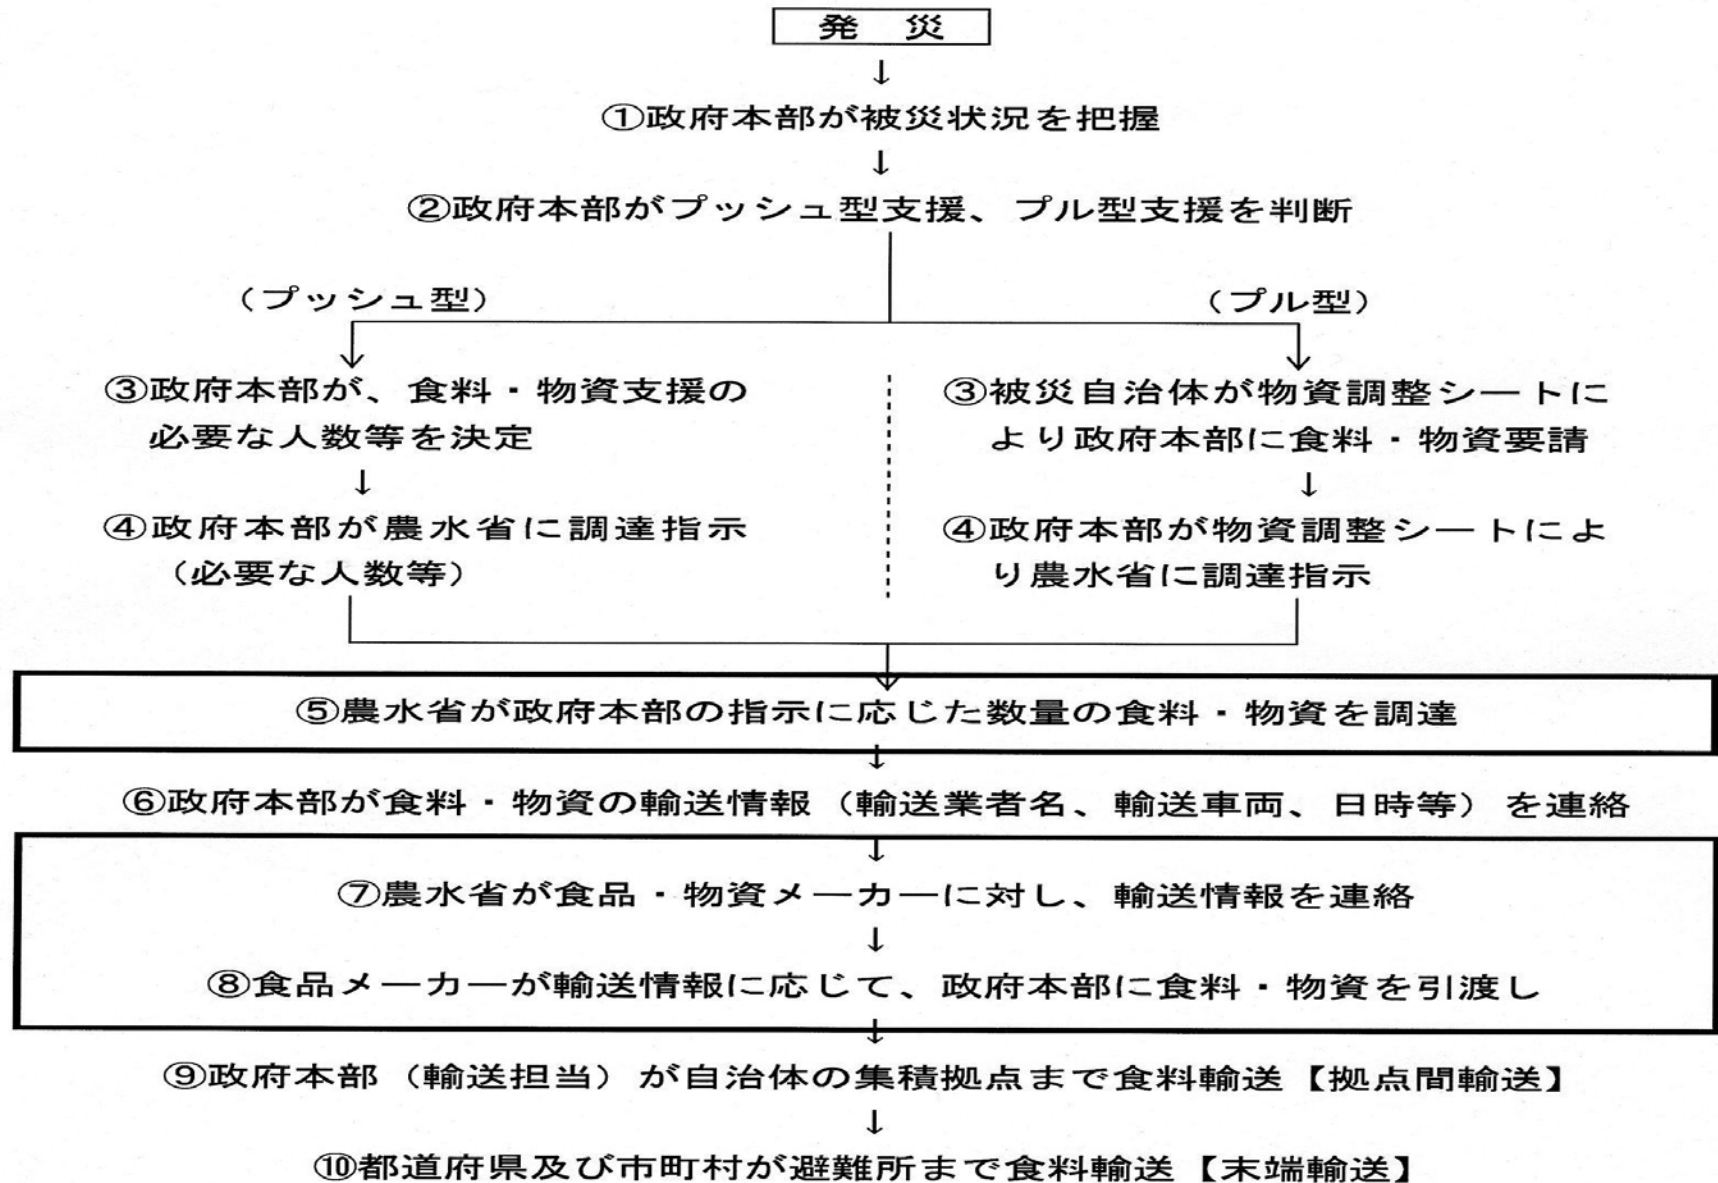 発 災
↓
①政府本部が被災状況を把握
↓
②政府本部がプッシュ型支援、プル型支援を判断
（プッシュ型）
（プル型）
③政府本部が、食料・物資支援の
必要な人数等を決定
↓
④政府本部が農水省に調達指示
（必要な人数等）
③被災自治体が物資調整シートに
より政府本部に食料・物資要請
↓
④政府本部が物資調整シートによ
り農水省に調達指示
⑤農水省が政府本部の指示に応じた数量の食料・物資を調達
↓
⑥政府本部が食料・物資の輸送情報（輸送業者名、輸送車両、日時等）を連絡
↓
⑦農水省が食品・物資メーカーに対し、輸送情報を連絡
↓
⑧食品メーカーが輸送情報に応じて、政府本部に食料・物資を引渡し
↓
⑨政府本部（輸送担当）が自治体の集積拠点まで食料輸送【拠点間輸送】
↓
⑩都道府県及び市町村が避難所まで食料輸送【末端輸送】